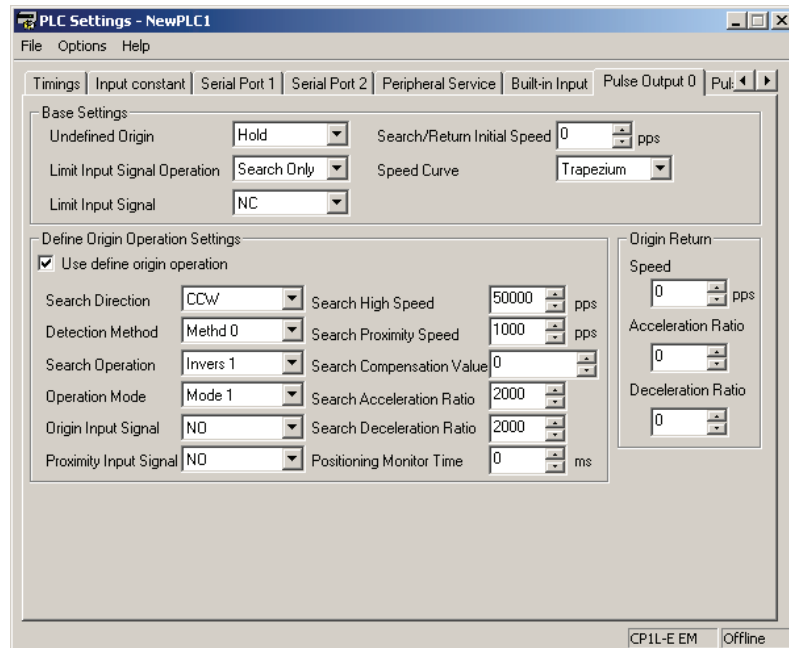 PLC Settings - NewPLC1
File Options Help
Timings Input constant Serial Port 1 Serial Port 2 Peripheral Service Built-in Input Pulse Output 0 Pul
Base Settings
Undefined Origin Hold Search/Return Initial Speed 0 pps
Limit Input Signal Operation Search Only Speed Curve Trapezium
Limit Input Signal NC
Define Origin Operation Settings
Use define origin operation
Search Direction CCW Search High Speed 50000 pps
Detection Method Methd 0 Search Proximity Speed 1000 pps
Search Operation Invers 1 Search Compensation Value 0
Operation Mode Mode 1 Search Acceleration Ratio 2000
Origin Input Signal NO Search Deceleration Ratio 2000
Proximity Input Signal NO Positioning Monitor Time 0 ms
Origin Return
Speed
0 pps
Acceleration Ratio
0
Deceleration Ratio
0
CP1L-E EM Offline